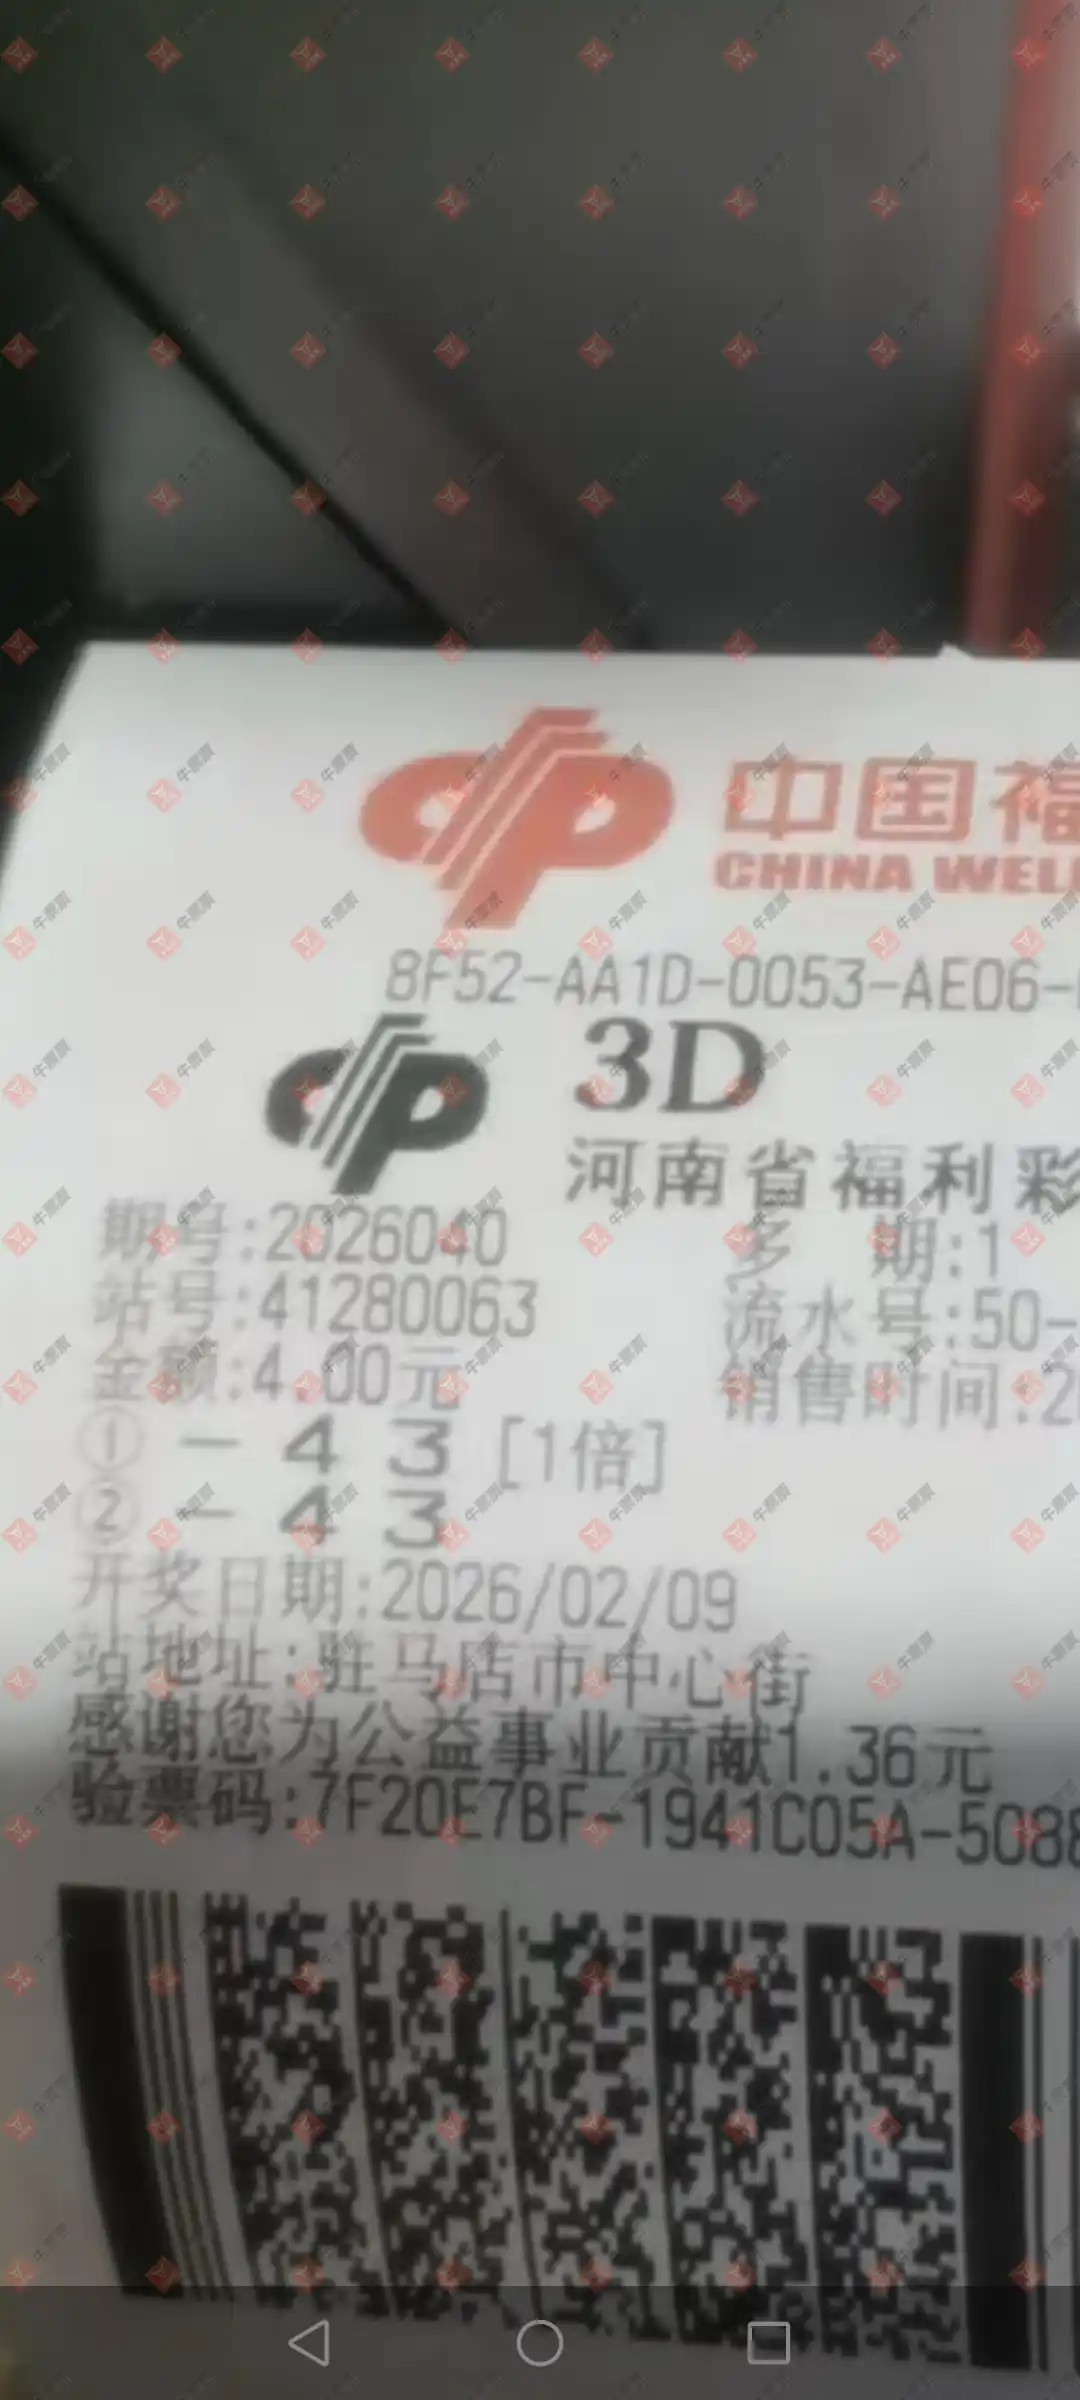 中国福
CHINA WEL
8F52-AA1D-0053-AE06-
3D
河南省福利彩
期号:2026040 多 期:1
站号:41280063 流水号:50-
金额:4.00元 销售时间:2
① — 4 3 [1倍]
② — 4 3
开奖日期:2026/02/09
站地址:驻马店市中心街
感谢您为公益事业贡献1.36元
验票码:7F20E7BF-1941C05A-5088
牛票票